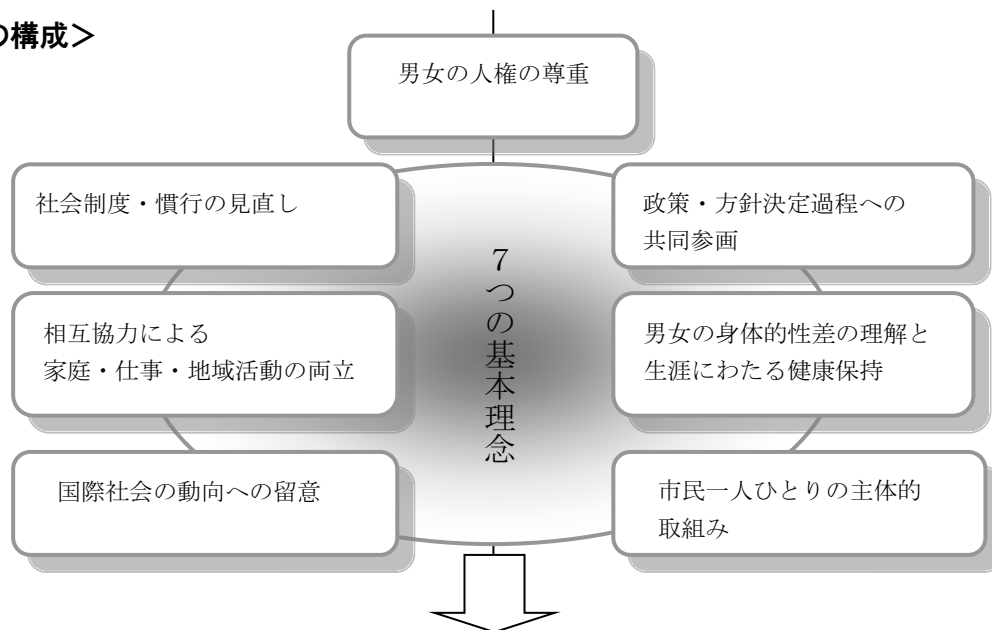 の構成＞
男女の人権の尊重
社会制度・慣行の見直し
政策・方針決定過程への
共同参画
7つの基本理念
相互協力による
家庭・仕事・地域活動の両立
男女の身体的性差の理解と
生涯にわたる健康保持
国際社会の動向への留意
市民一人ひとりの主体的
取組み